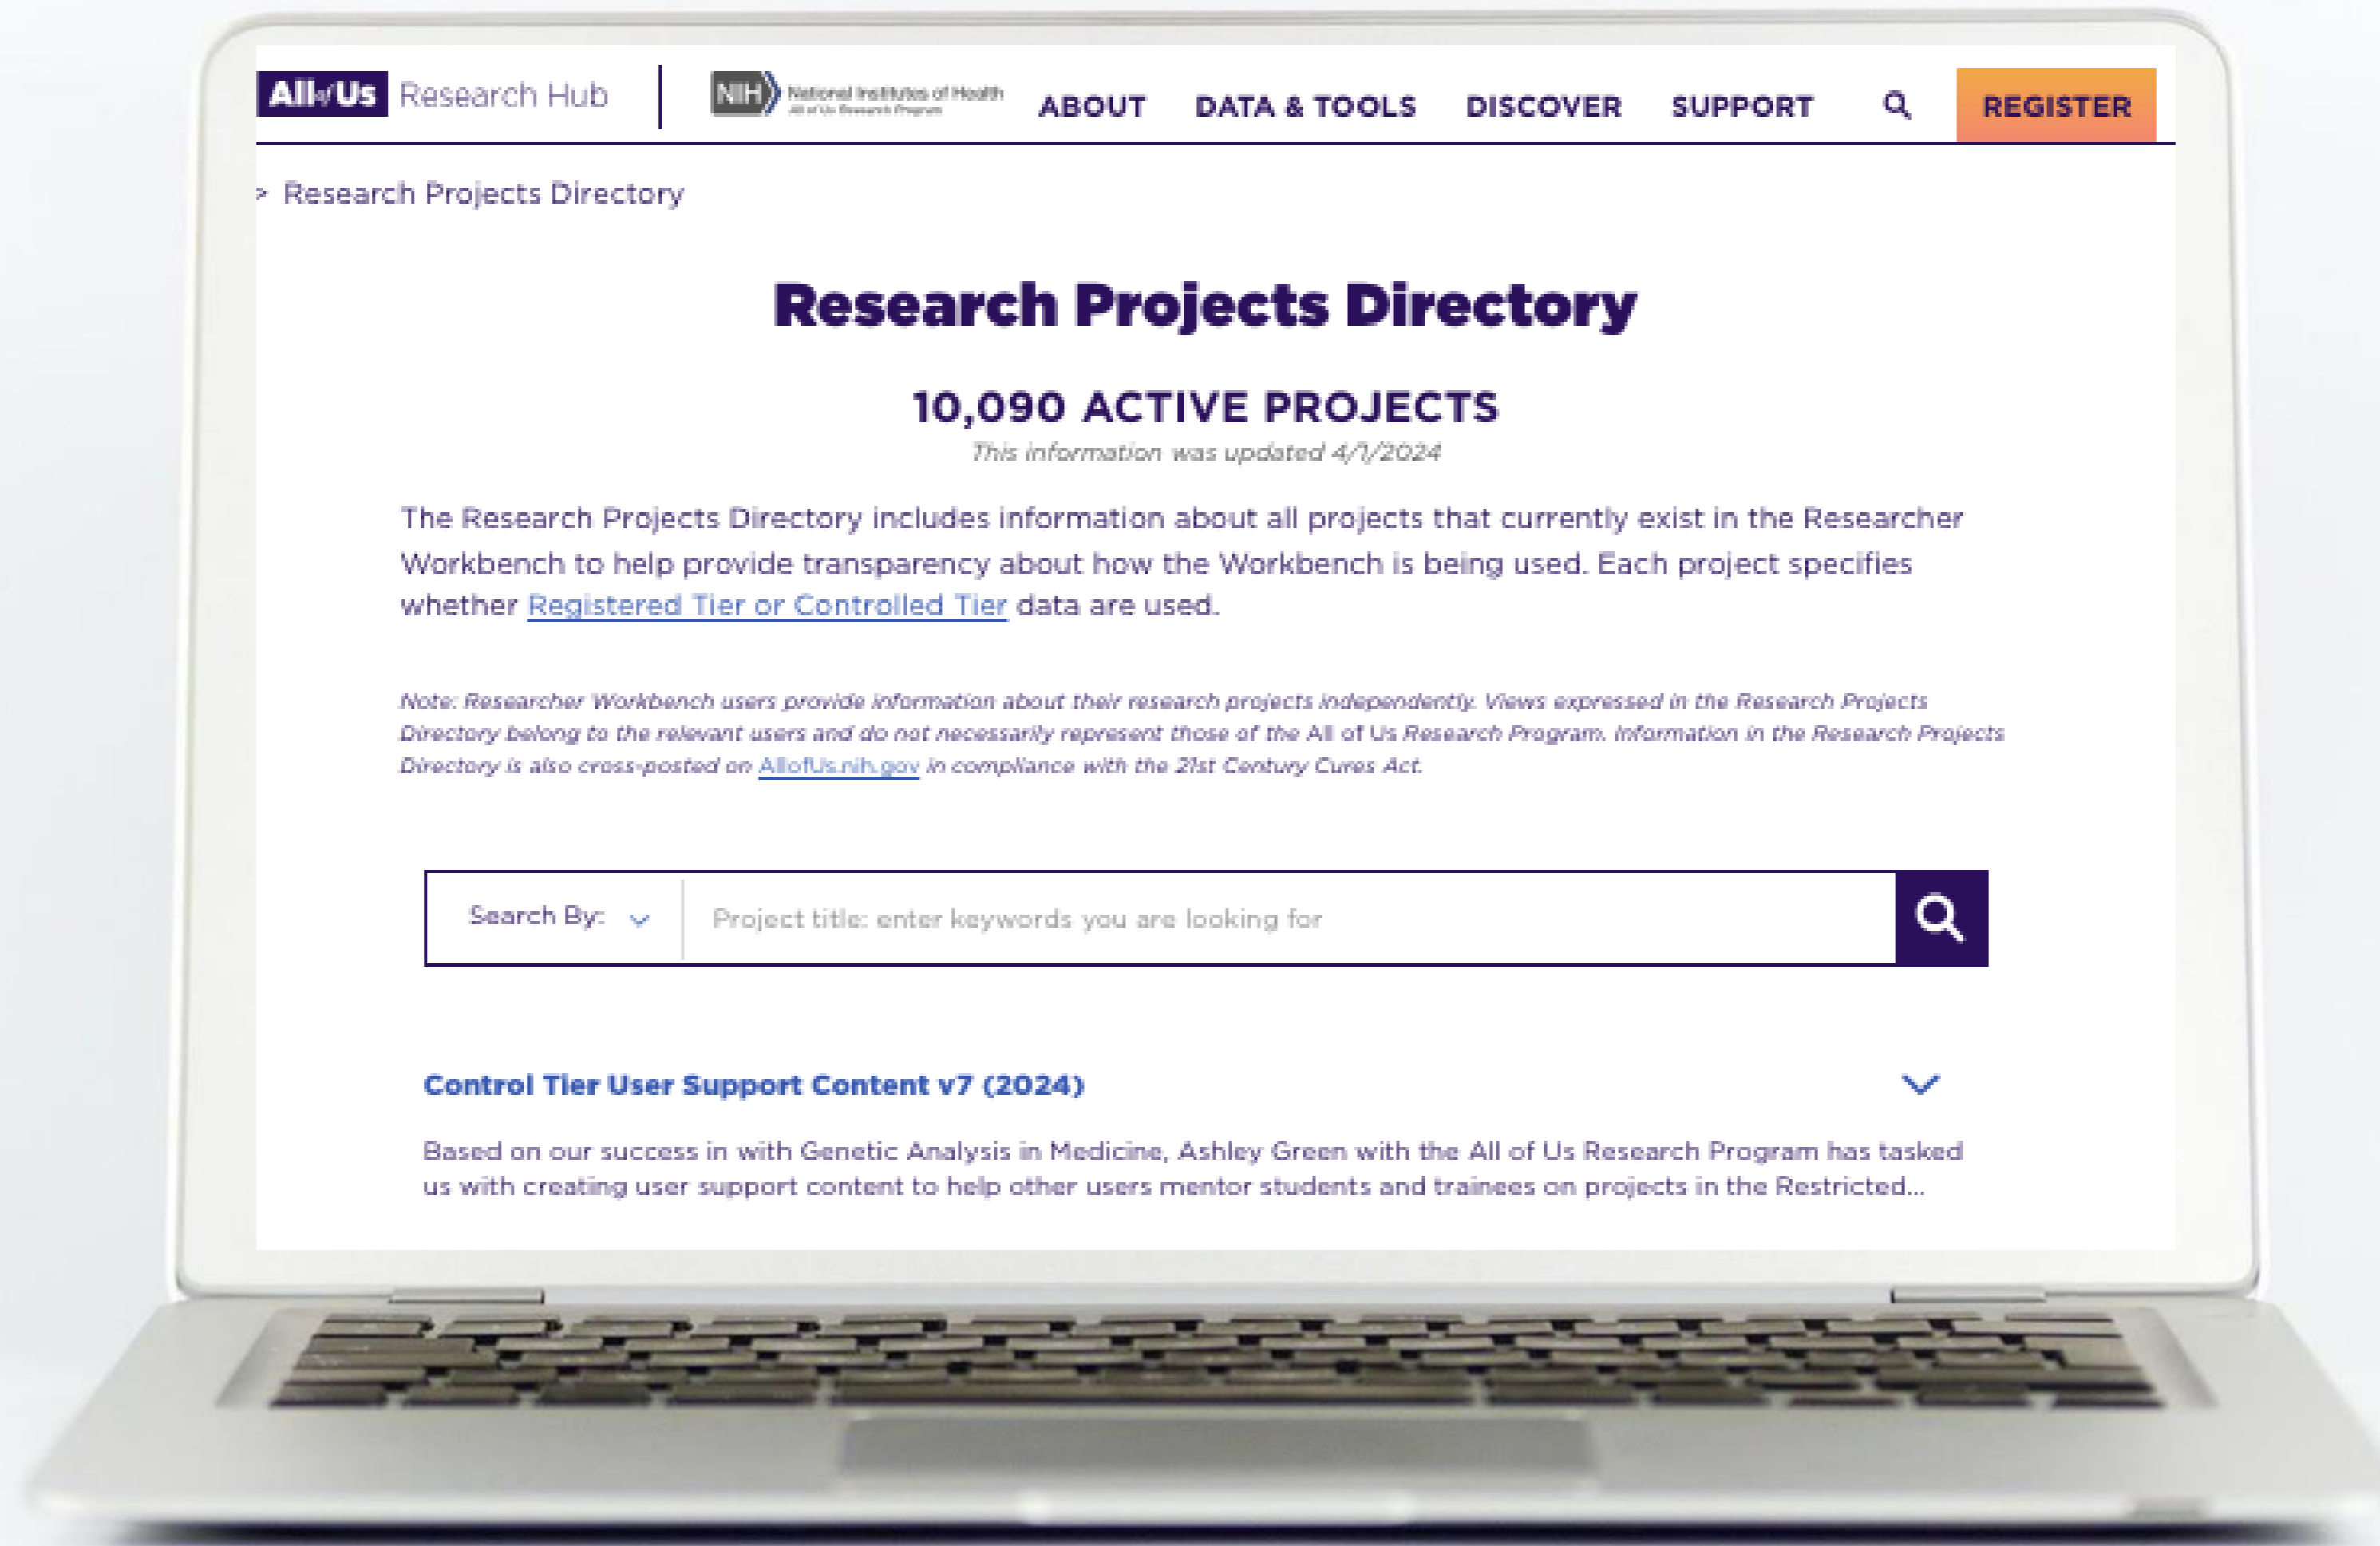 All of Us Research Hub
NIH National Institutes of Health
All of Us Research Program
ABOUT DATA & TOOLS DISCOVER SUPPORT REGISTER
> Research Projects Directory
Research Projects Directory
10,090 ACTIVE PROJECTS
This information was updated 4/1/2024
The Research Projects Directory includes information about all projects that currently exist in the Researcher
Workbench to help provide transparency about how the Workbench is being used. Each project specifies
whether Registered Tier or Controlled Tier data are used.
Note: Researcher Workbench users provide information about their research projects independently. Views expressed in the Research Projects
Directory belong to the relevant users and do not necessarily represent those of the All of Us Research Program. Information in the Research Projects
Directory is also cross-posted on AllofUs.nih.gov in compliance with the 21st Century Cures Act.
Search By: Project title: enter keywords you are looking for
Control Tier User Support Content v7 (2024)
Based on our success in with Genetic Analysis in Medicine, Ashley Green with the All of Us Research Program has tasked
us with creating user support content to help other users mentor students and trainees on projects in the Restricted...